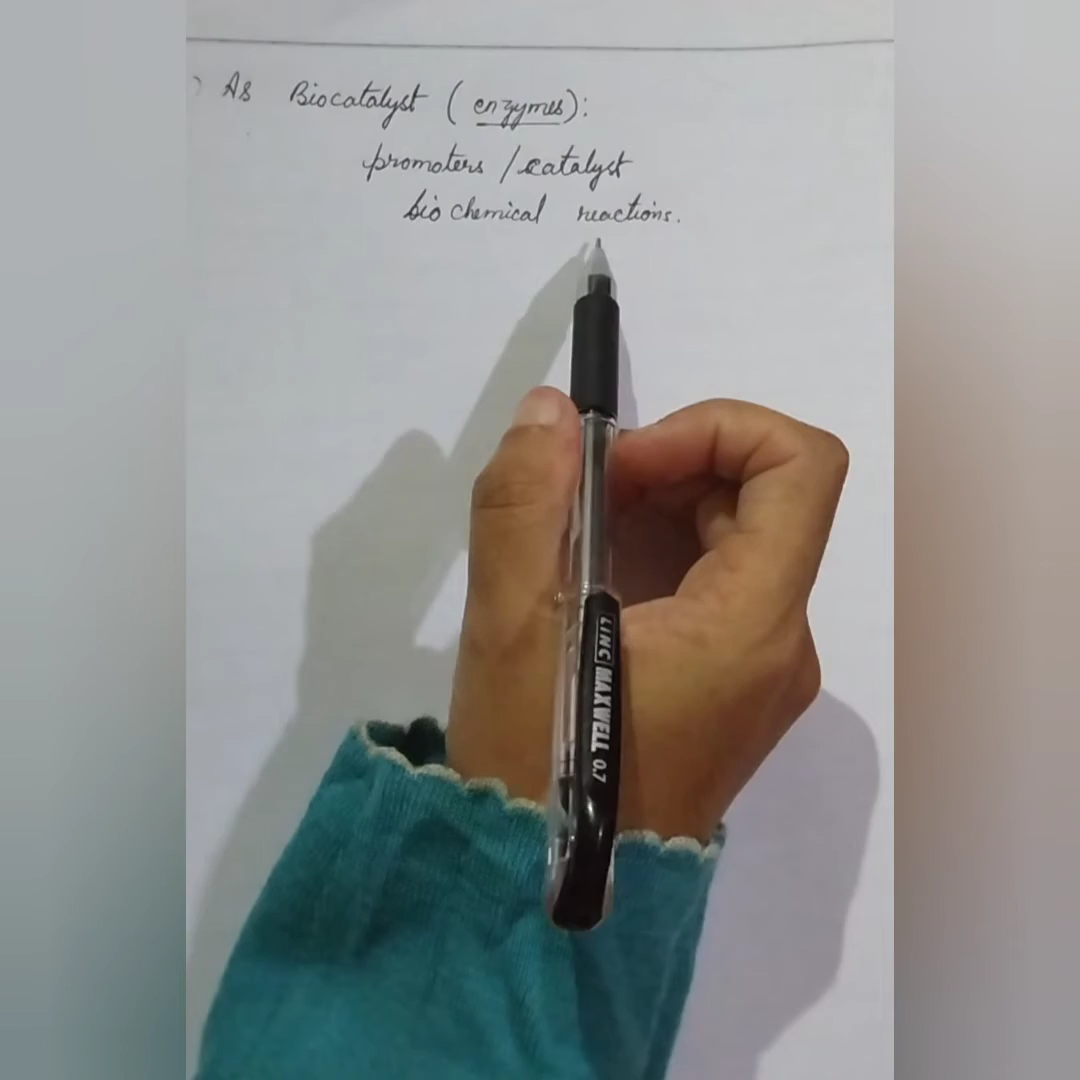 ) As Biocatalyst ( enzymes ):
promoters / catalyst
bio chemical reactions.
LINC MAXWELL 0.7